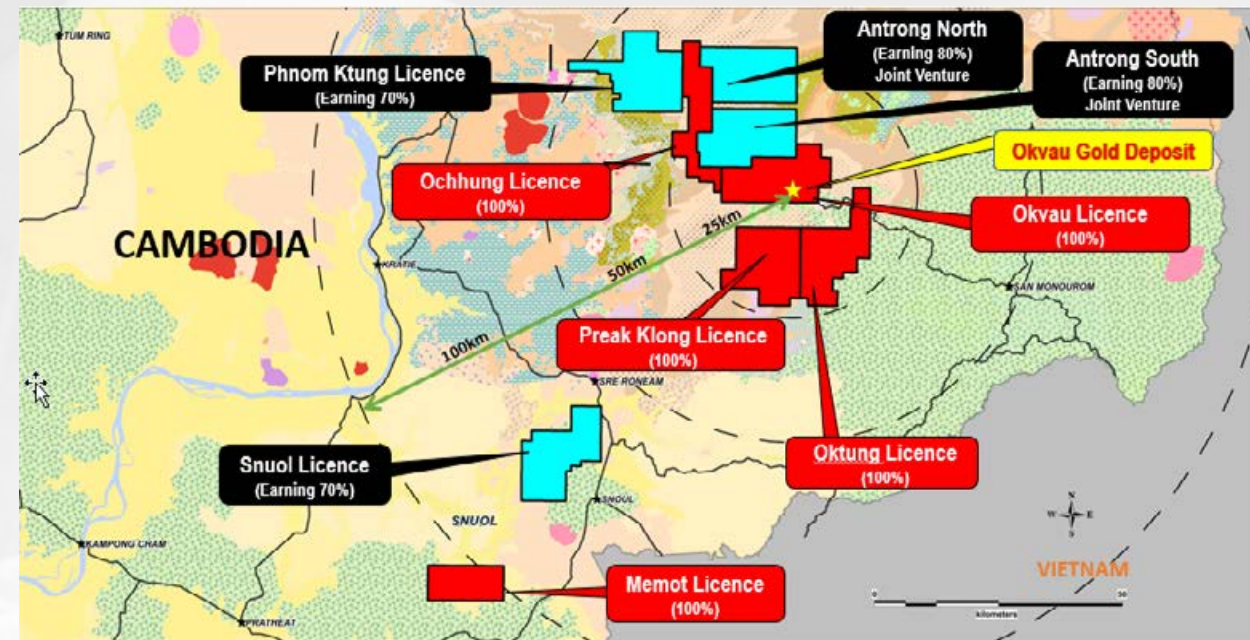 TUM RING
Antrong North
(Earning 80%)
Joint Venture
Antrong South
(Earning 80%)
Joint Venture
Phnom Ktung Licence
(Earning 70%)
Okvau Gold Deposit
Ochhung Licence
(100%)
Okvau Licence
(100%)
CAMBODIA
KRATIE
25km
50km
100km
SAN MONOUROM
Preak Klong Licence
(100%)
SRE RONEAM
Oktung Licence
(100%)
Snuol Licence
(Earning 70%)
SNOUL
SNUOL
KAMPONG CHAM
N
W E
S
VIETNAM
Memot Licence
(100%)
0 50
kilometers
PRATHEAT